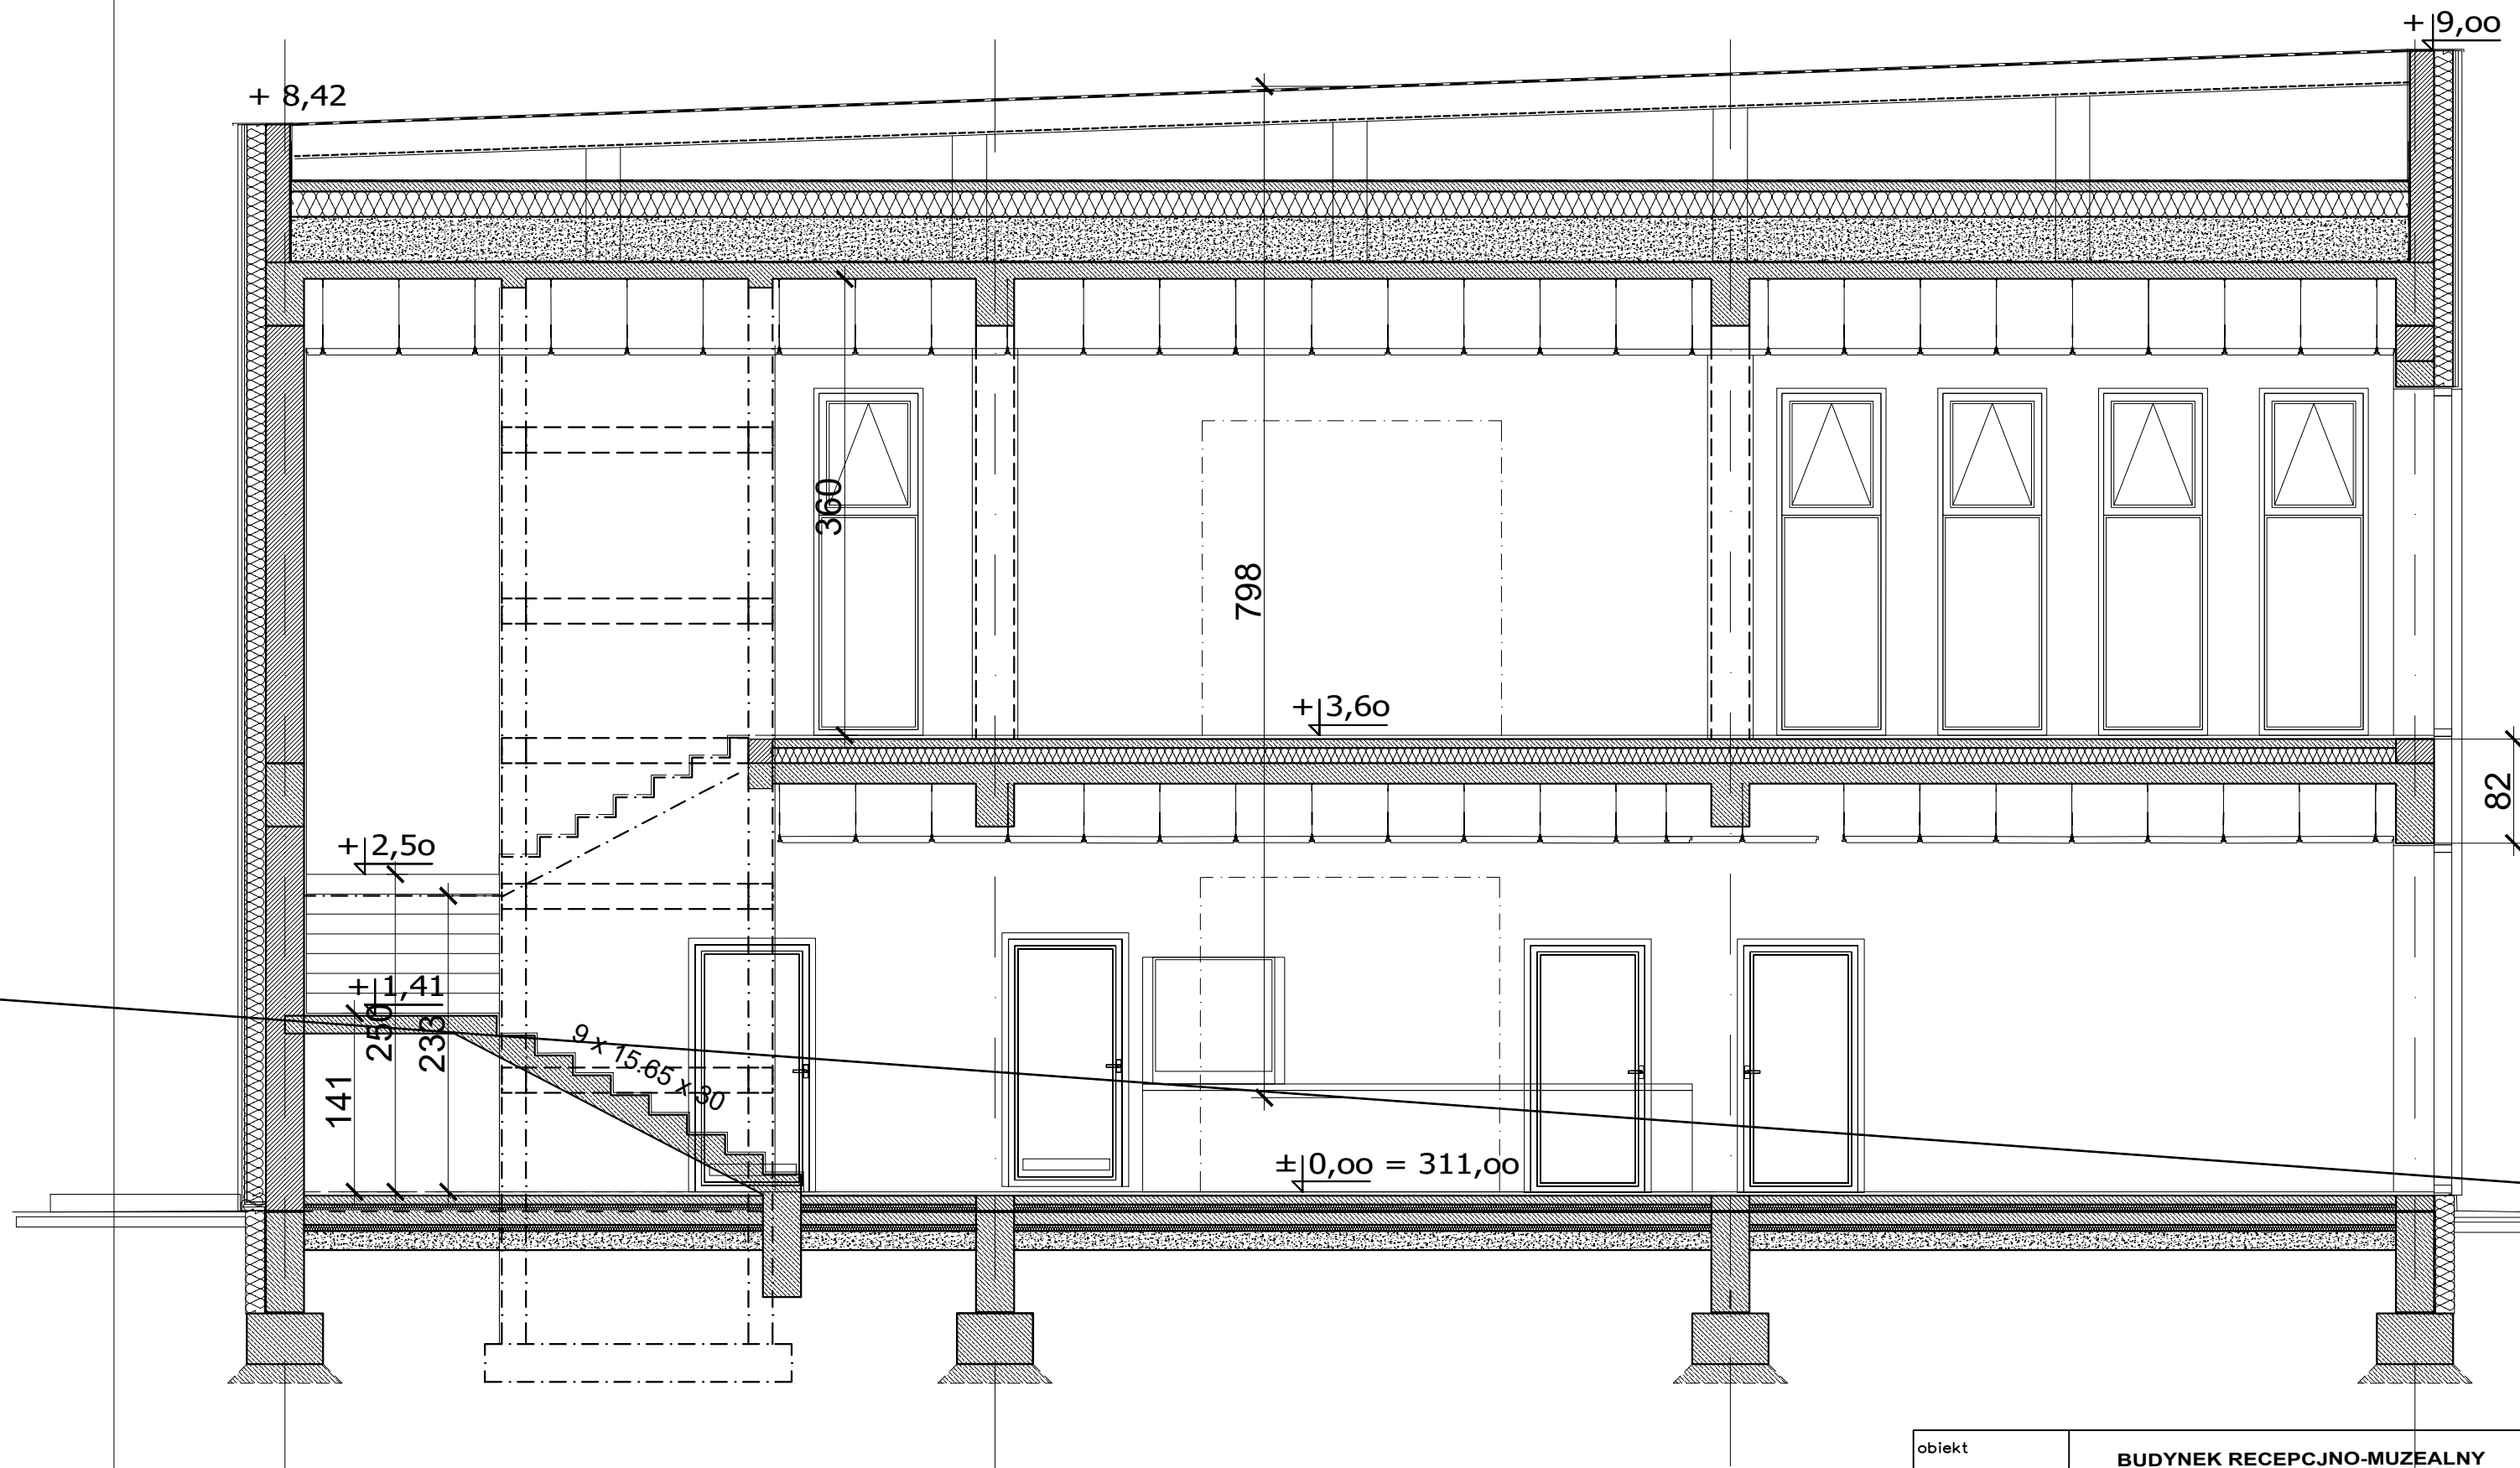 + 9,oo
+ 8,42
360
798
+ 3,6o
82
+ 2,5o
+ 1,41
250
233
141
9 x 15.65 x 30
± 0,oo = 311,oo
obiekt
BUDYNEK RECEPCJNO-MUZEALNY